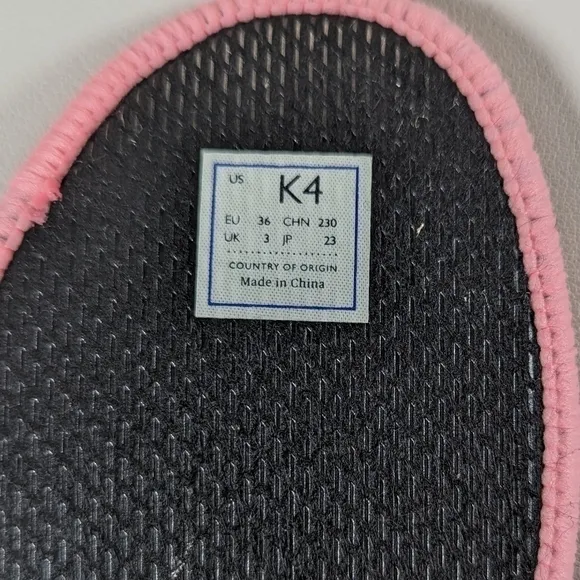 US K4
EU 36 CHN 230
UK 3 JP 23
COUNTRY OF ORIGIN
Made in China